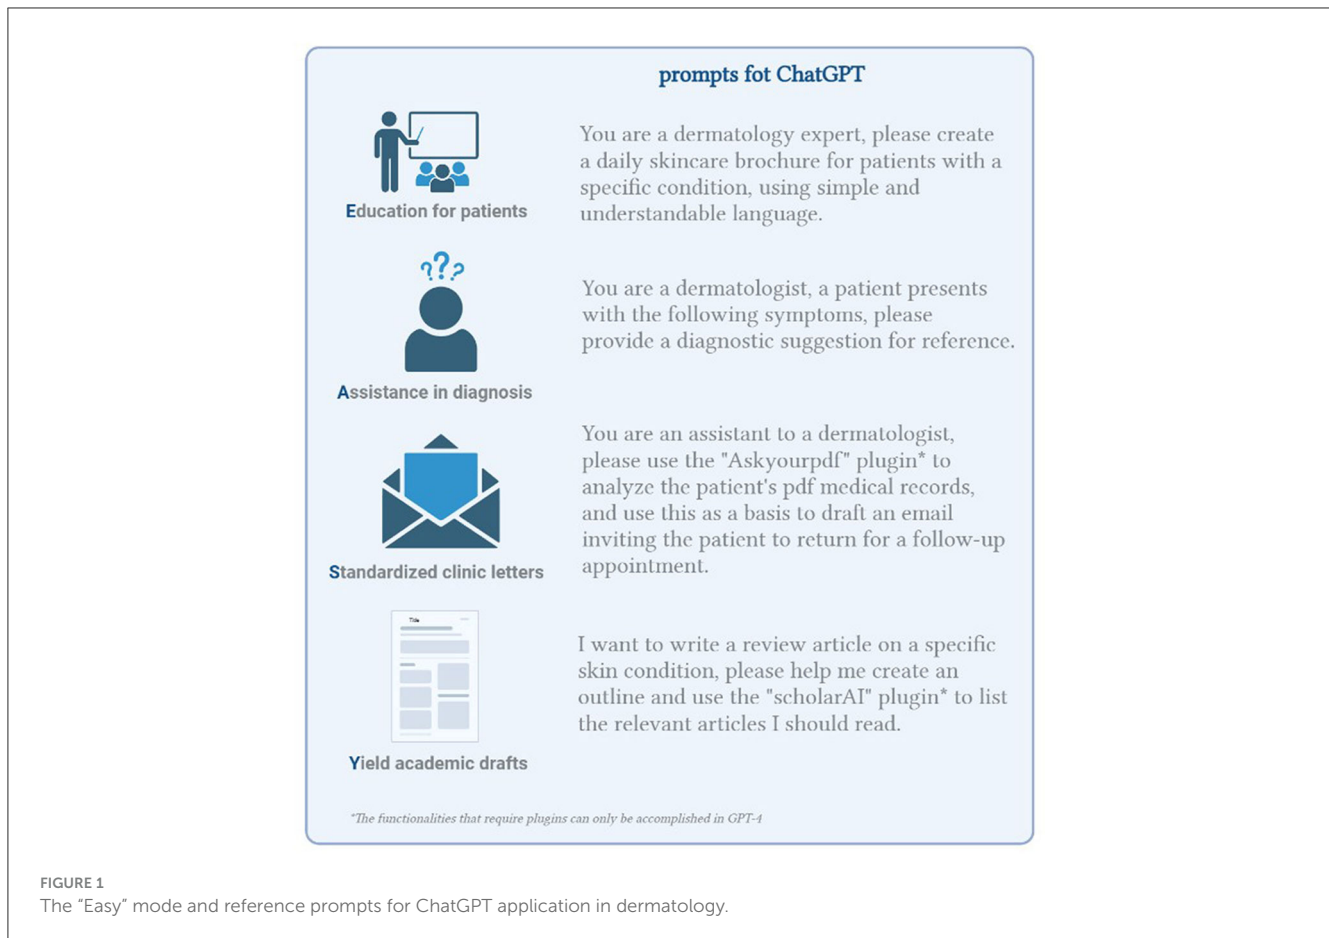 prompts fot ChatGPT
You are a dermatology expert, please create
a daily skincare brochure for patients with a
specific condition, using simple and
understandable language.
Education for patients
???
You are a dermatologist, a patient presents
with the following symptoms, please
provide a diagnostic suggestion for reference.
Assistance in diagnosis
You are an assistant to a dermatologist,
please use the "Askyourpdf" plugin* to
analyze the patient's pdf medical records,
and use this as a basis to draft an email
inviting the patient to return for a follow-up
appointment.
Standardized clinic letters
Title
I want to write a review article on a specific
skin condition, please help me create an
outline and use the "scholarAI" plugin* to list
the relevant articles I should read.
Yield academic drafts
*The functionalities that require plugins can only be accomplished in GPT-4
FIGURE 1
The “Easy” mode and reference prompts for ChatGPT application in dermatology.